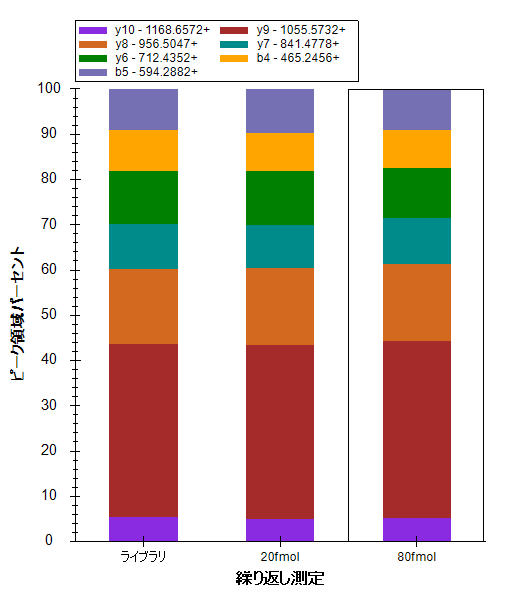 y10 - 1168.6572+ y9 - 1055.5732+
y8 - 956.5047+ y7 - 841.4778+
y6 - 712.4352+ b4 - 465.2456+
b5 - 594.2882+
100
90
80
70
60
50
40
30
20
10
0
ピーク領域パーセント
ライブラリ 20fmol 80fmol
繰り返し測定